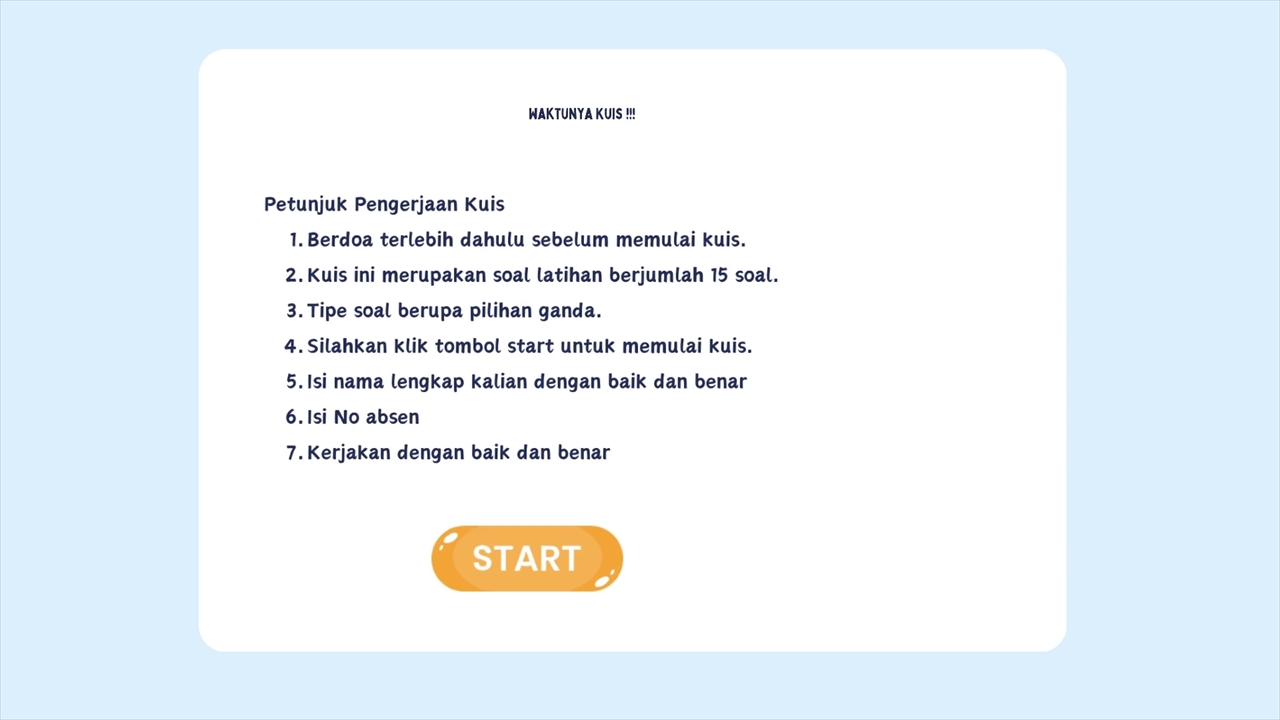 WAKTUNYA KUIS !!!
Petunjuk Pengerjaan Kuis
1. Berdoa terlebih dahulu sebelum memulai kuis.
2. Kuis ini merupakan soal latihan berjumlah 15 soal.
3. Tipe soal berupa pilihan ganda.
4. Silahkan klik tombol start untuk memulai kuis.
5. Isi nama lengkap kalian dengan baik dan benar
6. Isi No absen
7. Kerjakan dengan baik dan benar
START